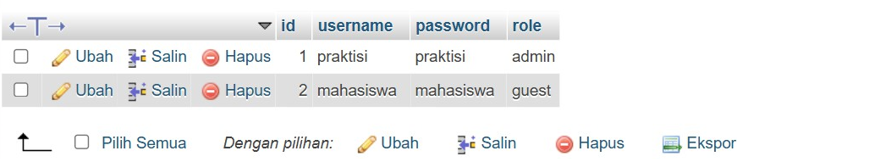 ←T→ id username password role
Ubah Salin Hapus 1 praktisi praktisi admin
Ubah Salin Hapus 2 mahasiswa mahasiswa guest
Pilih Semua Dengan pilihan: Ubah Salin Hapus Ekspor